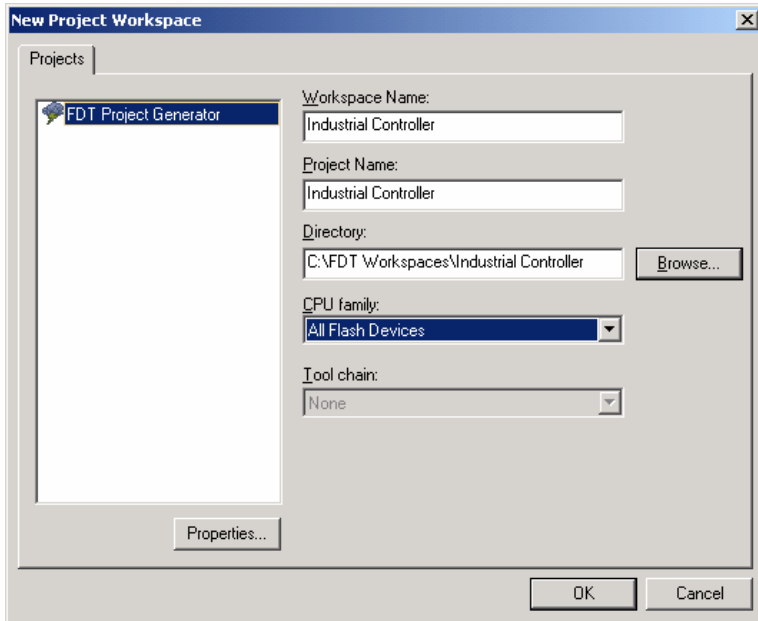 New Project Workspace
Projects
FDT Project Generator
Workspace Name:
Industrial Controller
Project Name:
Industrial Controller
Directory:
C:\FDT Workspaces\Industrial Controller
Browse...
CPU family:
All Flash Devices
Tool chain:
None
Properties...
OK
Cancel